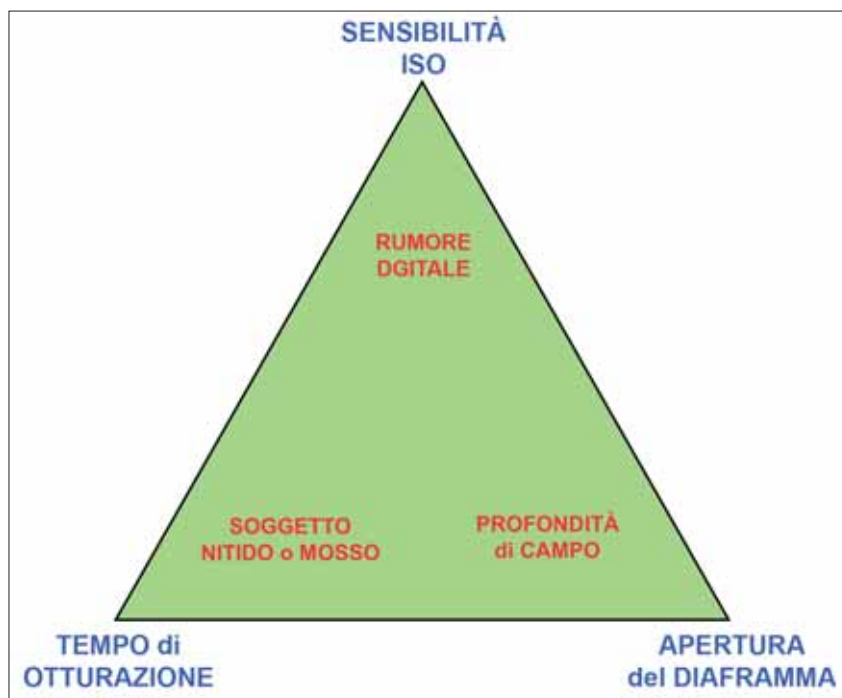 SENSIBILITÀ
ISO
RUMORE
DGITALE
SOGGETTO
NITIDO o MOSSO
PROFONDITÀ
di CAMPO
TEMPO di
OTTURAZIONE
APERTURA
del DIAFRAMMA